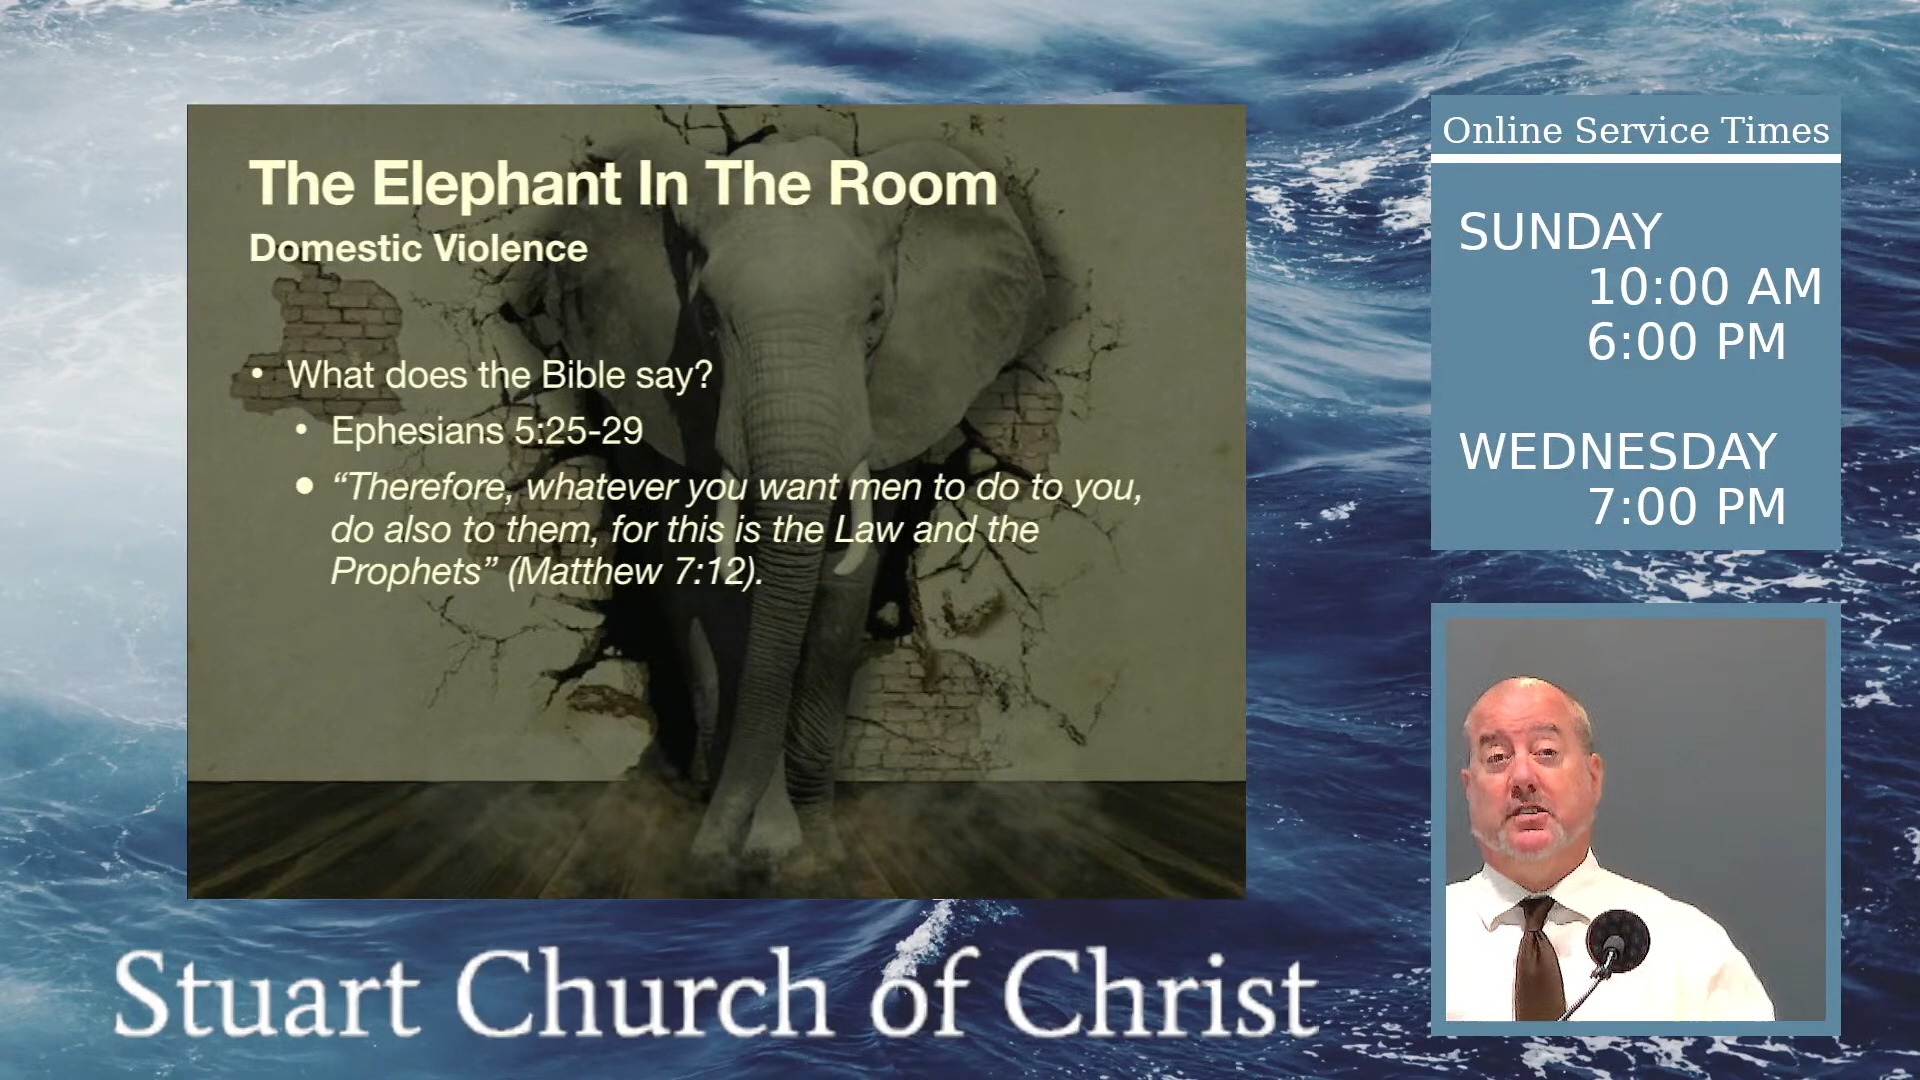 The Elephant In The Room
Domestic Violence
• What does the Bible say?
• Ephesians 5:25-29
• “Therefore, whatever you want men to do to you,
do also to them, for this is the Law and the
Prophets” (Matthew 7:12).
Online Service Times
SUNDAY
10:00 AM
6:00 PM
WEDNESDAY
7:00 PM
Stuart Church of Christ